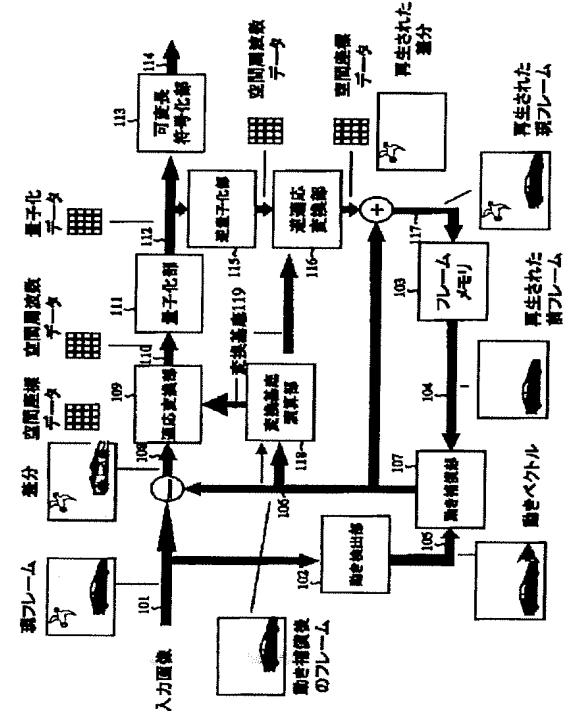 入力画像
101
現フレーム
差分
108
空間座標
データ
109
適応変換部
110
空間周波数
データ
111
量子化部
112
量子化
データ
113
可変長
符号化部
114
115
逆量子化部
空間周波数
データ
116
逆適応
変換部
空間座標
データ
再生された
差分
117
再生された
現フレーム
103
フレーム
メモリ
104
再生された
前フレーム
107
動き補償部
動きベクトル
105
102
動き検出部
106
118
変換基底
演算部
変換基底119
動き補償後
のフレーム